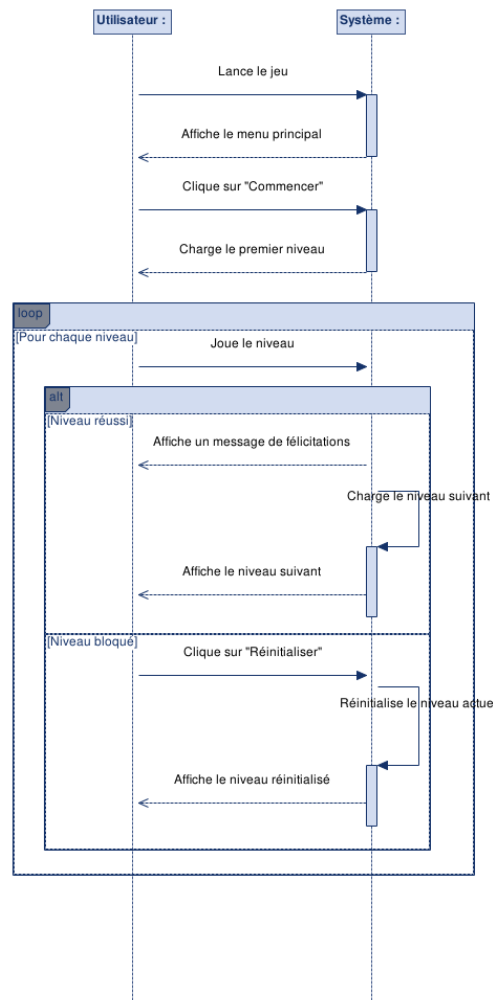 Utilisateur :
Système :
Lance le jeu
Affiche le menu principal
Clique sur "Commencer"
Charge le premier niveau
loop
[Pour chaque niveau]
Joue le niveau
alt
[Niveau réussi]
Affiche un message de félicitations
Charge le niveau suivant
Affiche le niveau suivant
[Niveau bloqué]
Clique sur "Réinitialiser"
Réinitialise le niveau actue
Affiche le niveau réinitialisé